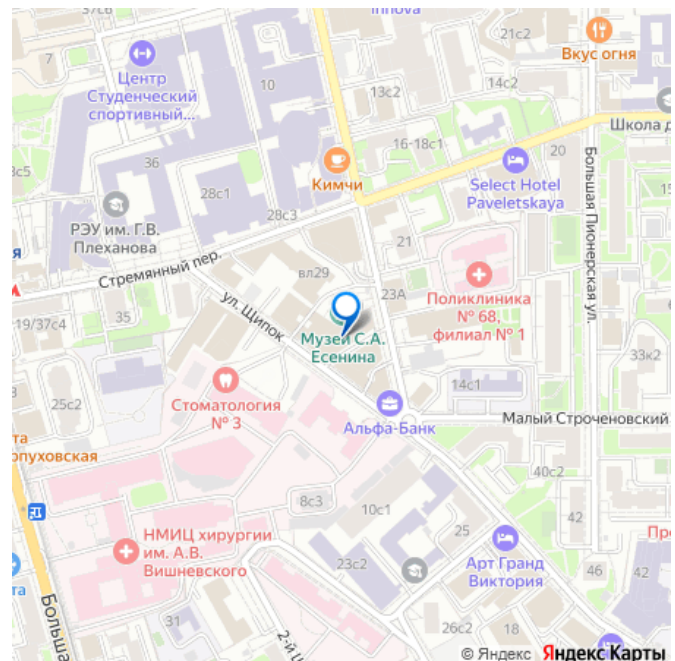 37с6
7
Центр
Студенческий
спортивный...
10
Innova
13с2
21с2
Вкус огня
14с2
16-18с1
Школа д
20
Кимчи
Select Hotel
Paveletskaya
36
28с1
28с3
РЭУ им. Г.В.
Плеханова
Стремянный пер.
вл29
21
23А
Поликлиника
№ 68,
филиал № 1
Большая Пионерская ул.
ул. Щипок
Музей С.А.
Есенина
19/37с4
35
33к2
14с1
25с2
Стоматология
№ 3
Альфа-Банк
Малый Строченовский
рпуховская
40с2
8с3
10с1
42
25
НМИЦ хирургии
им. А.В.
Вишневского
23с2
Арт Гранд
Виктория
46
42
31
26с2
18
Больша
© Яндекс Яндекс Карты